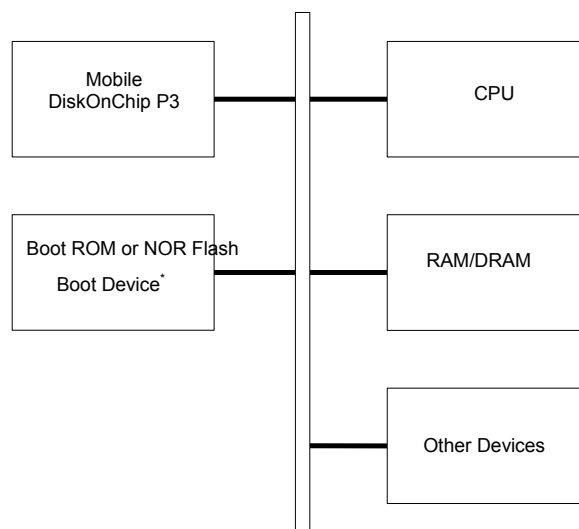 Mobile
DiskOnChip P3
CPU
Boot ROM or NOR Flash
Boot Device*
RAM/DRAM
Other Devices